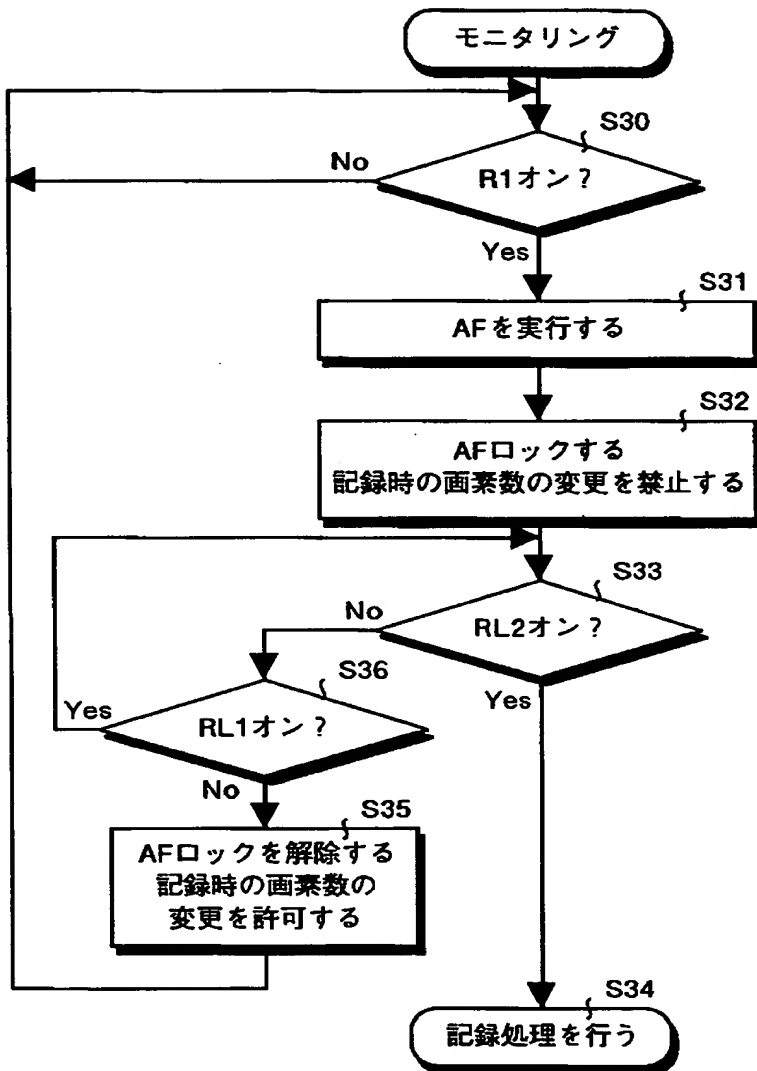 モニタリング
S30
No
R1オン?
Yes
S31
AFを実行する
S32
AFロックする
記録時の画素数の変更を禁止する
S33
No
RL2オン?
S36
Yes
Yes
RL1オン?
No
S35
AFロックを解除する
記録時の画素数の
変更を許可する
S34
記録処理を行う